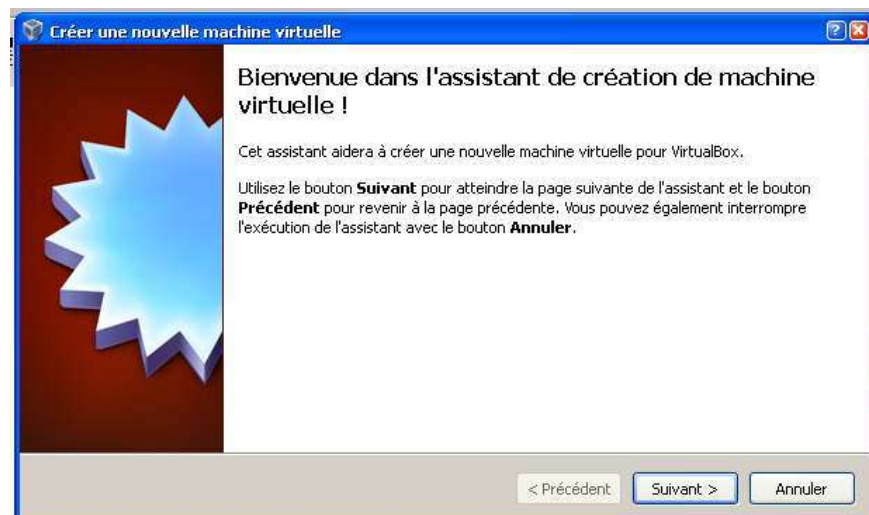 Créer une nouvelle machine virtuelle
Bienvenue dans l'assistant de création de machine
virtuelle !
Cet assistant aidera à créer une nouvelle machine virtuelle pour VirtualBox.
Utilisez le bouton Suivant pour atteindre la page suivante de l'assistant et le bouton
Précédent pour revenir à la page précédente. Vous pouvez également interrompre
l'exécution de l'assistant avec le bouton Annuler.
< Précédent Suivant > Annuler